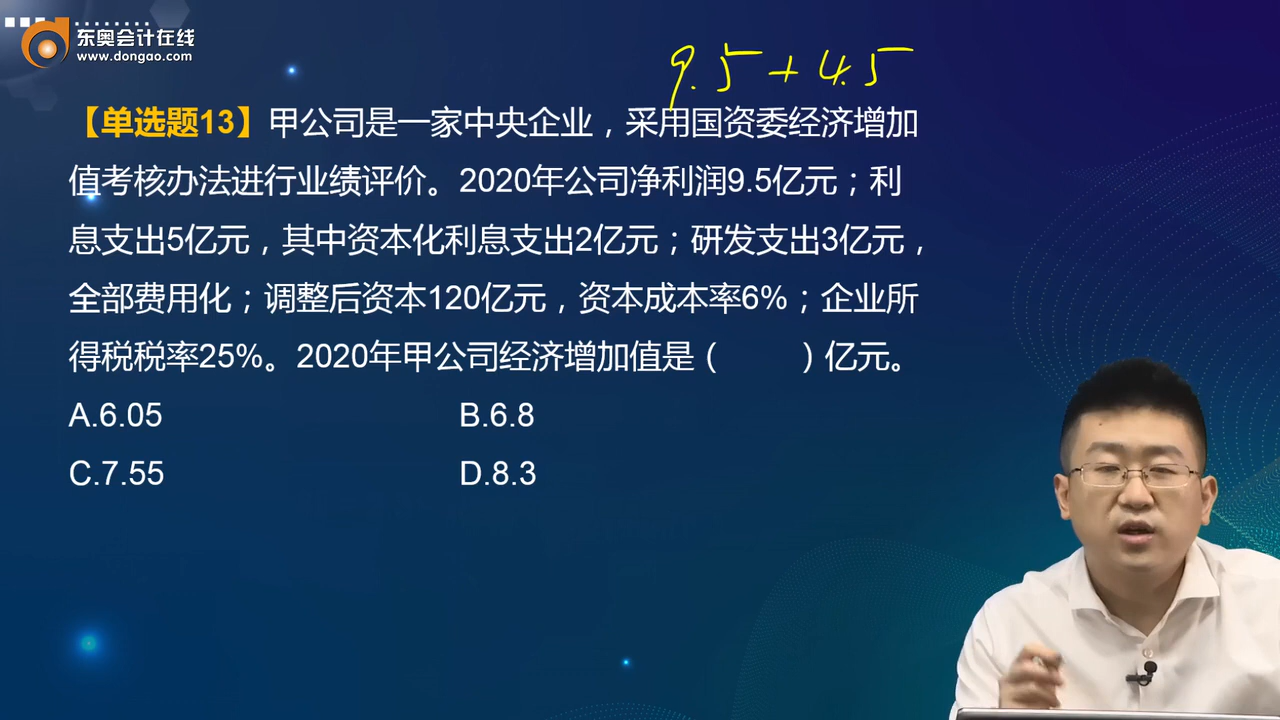 东奥会计在线
www.dongao.com
9.5+4.5
【单选题13】甲公司是一家中央企业，采用国资委经济增加
值考核办法进行业绩评价。2020年公司净利润9.5亿元；利
息支出5亿元，其中资本化利息支出2亿元；研发支出3亿元，
全部费用化；调整后资本120亿元，资本成本率6%；企业所
得税税率25%。2020年甲公司经济增加值是（　　）亿元。
A.6.05 B.6.8
C.7.55 D.8.3